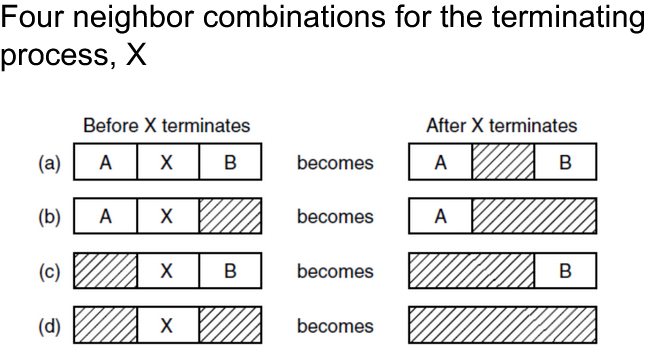 Four neighbor combinations for the terminating
process, X
Before X terminates After X terminates
(a) A X B becomes A B
(b) A X becomes A
(c) X B becomes B
(d) X becomes